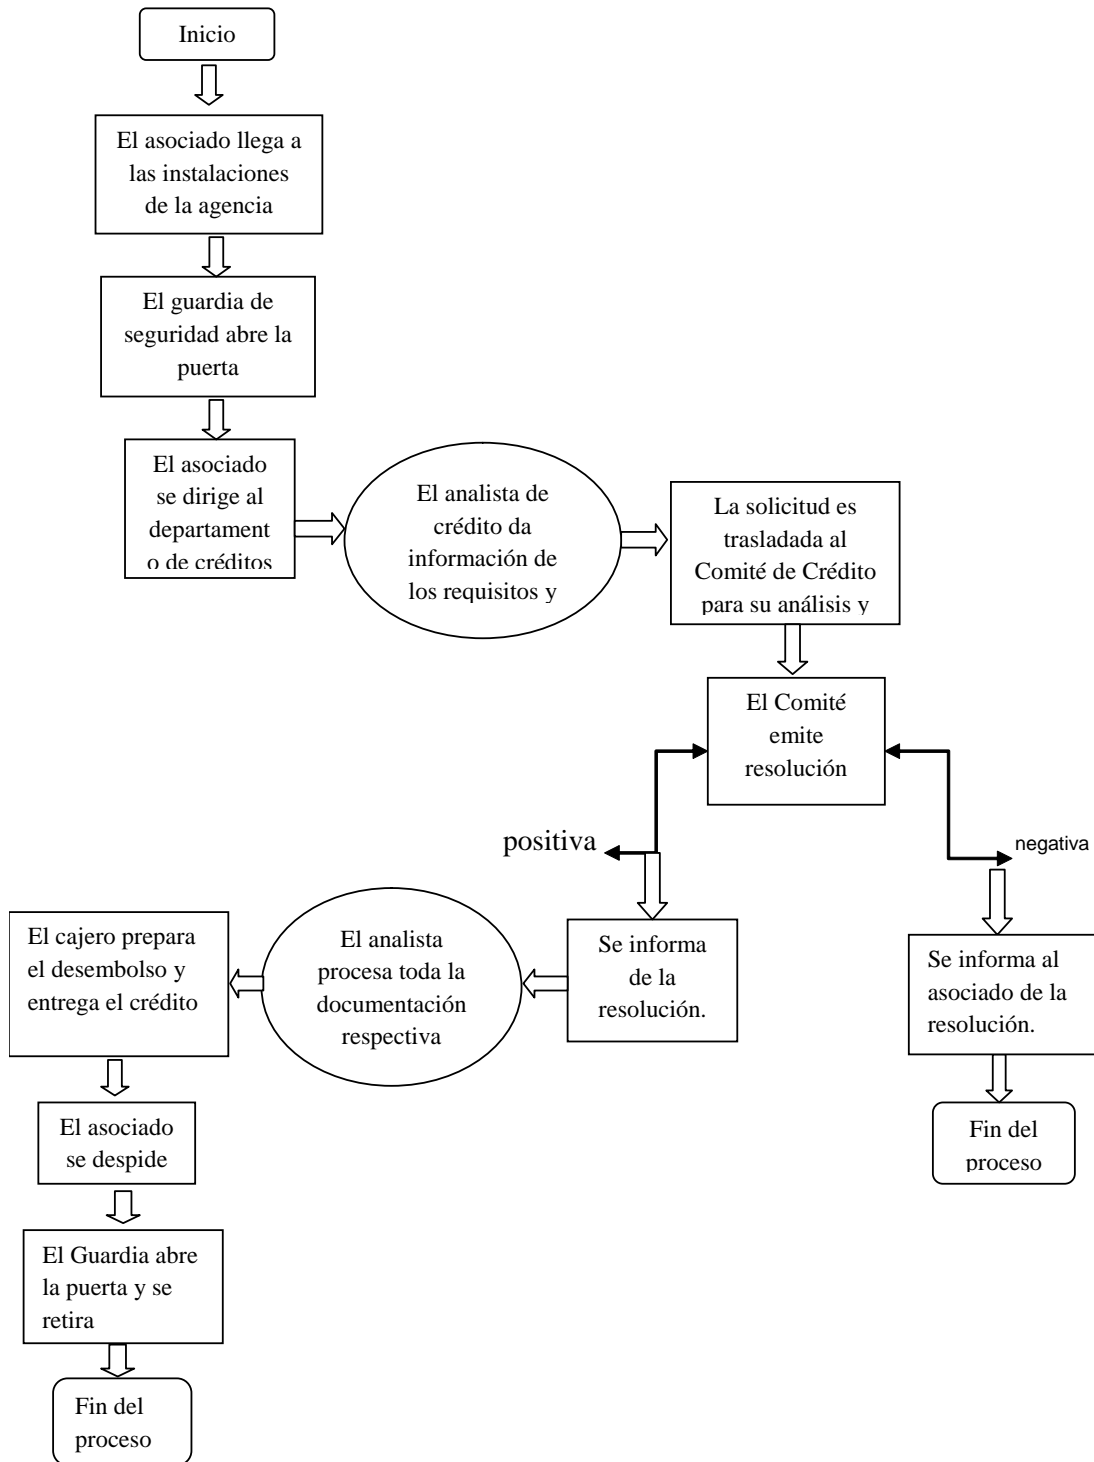 Inicio
El asociado llega a
las instalaciones
de la agencia
El guardia de
seguridad abre la
puerta
El asociado
se dirige al
departament
o de créditos
El analista de
crédito da
información de
los requisitos y
La solicitud es
trasladada al
Comité de Crédito
para su análisis y
El Comité
emite
resolución
positiva
negativa
Se informa
de la
resolución.
Se informa al
asociado de la
resolución.
El analista
procesa toda la
documentación
respectiva
El cajero prepara
el desembolso y
entrega el crédito
El asociado
se despide
El Guardia abre
la puerta y se
retira
Fin del
proceso
Fin del
proceso